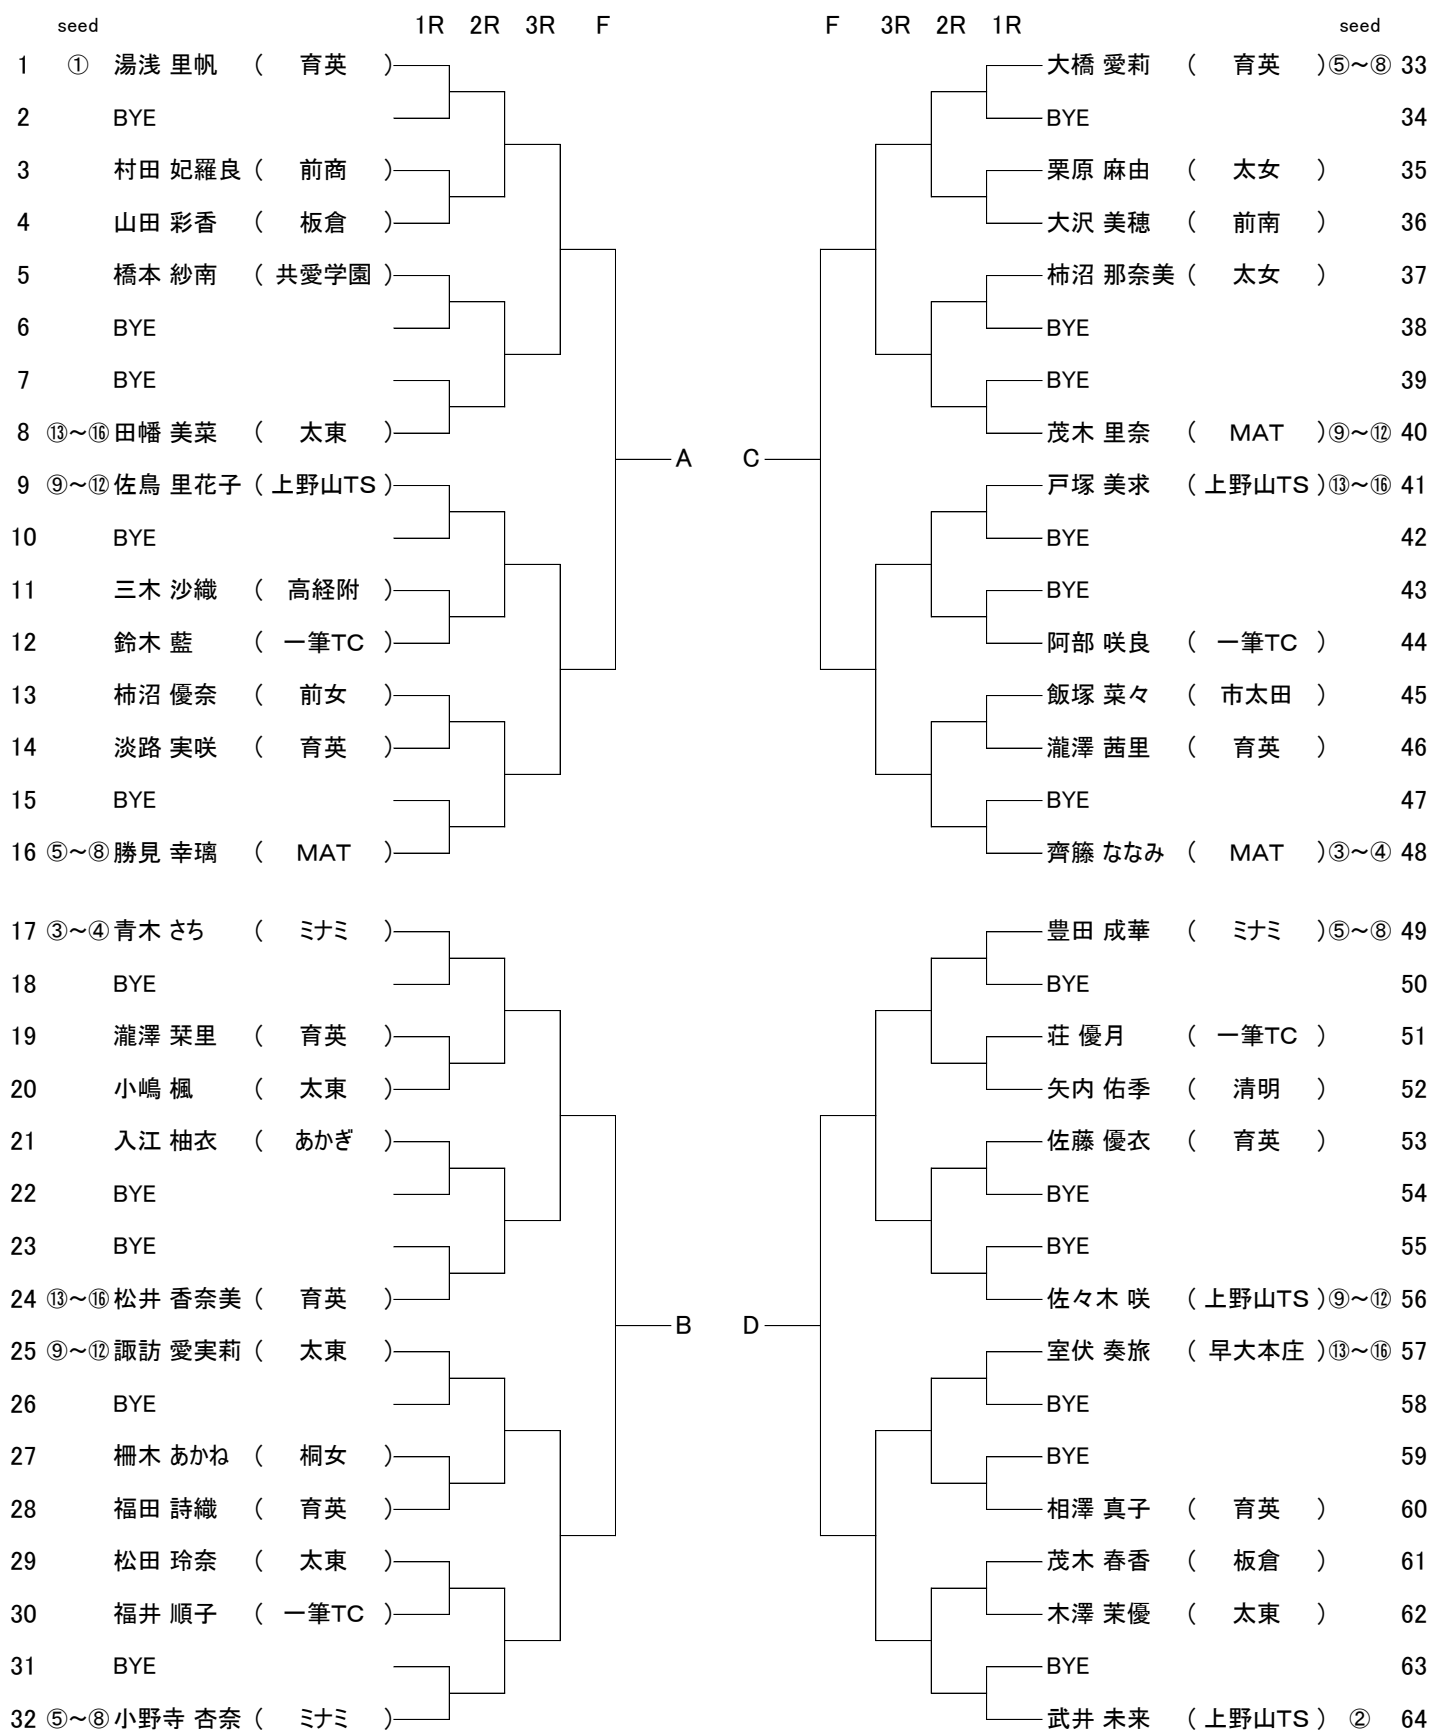 seed 1R 2R 3R F F 3R 2R 1R seed
1 ① 湯浅 里帆 ( 育英 ) 大橋 愛莉 ( 育英 )⑤～⑧ 33
2 BYE BYE 34
3 村田 妃羅良 ( 前商 ) 栗原 麻由 ( 太女 ) 35
4 山田 彩香 ( 板倉 ) 大沢 美穂 ( 前南 ) 36
5 橋本 紗南 ( 共愛学園 ) 柿沼 那奈美 ( 太女 ) 37
6 BYE BYE 38
7 BYE BYE 39
8 ⑬～⑯ 田幡 美菜 ( 太東 ) 茂木 里奈 ( MAT )⑨～⑫ 40
A C
9 ⑨～⑫ 佐鳥 里花子 ( 上野山TS ) 戸塚 美求 ( 上野山TS )⑬～⑯ 41
10 BYE BYE 42
11 三木 沙織 ( 高経附 ) BYE 43
12 鈴木 藍 ( 一筆TC ) 阿部 咲良 ( 一筆TC ) 44
13 柿沼 優奈 ( 前女 ) 飯塚 菜々 ( 市太田 ) 45
14 淡路 実咲 ( 育英 ) 瀧澤 茜里 ( 育英 ) 46
15 BYE BYE 47
16 ⑤～⑧ 勝見 幸璃 ( MAT ) 齊籐 ななみ ( MAT )③～④ 48
17 ③～④ 青木 さち ( ミナミ ) 豊田 成華 ( ミナミ )⑤～⑧ 49
18 BYE BYE 50
19 瀧澤 栞里 ( 育英 ) 荘 優月 ( 一筆TC ) 51
20 小嶋 楓 ( 太東 ) 矢内 佑季 ( 清明 ) 52
21 入江 柚衣 ( あかぎ ) 佐藤 優衣 ( 育英 ) 53
22 BYE BYE 54
23 BYE BYE 55
24 ⑬～⑯ 松井 香奈美 ( 育英 ) 佐々木 咲 ( 上野山TS )⑨～⑫ 56
B D
25 ⑨～⑫ 諏訪 愛実莉 ( 太東 ) 室伏 奏旅 ( 早大本庄 )⑬～⑯ 57
26 BYE BYE 58
27 柵木 あかね ( 桐女 ) BYE 59
28 福田 詩織 ( 育英 ) 相澤 真子 ( 育英 ) 60
29 松田 玲奈 ( 太東 ) 茂木 春香 ( 板倉 ) 61
30 福井 順子 ( 一筆TC ) 木澤 茉優 ( 太東 ) 62
31 BYE BYE 63
32 ⑤～⑧ 小野寺 杏奈 ( ミナミ ) 武井 未来 ( 上野山TS ) ② 64